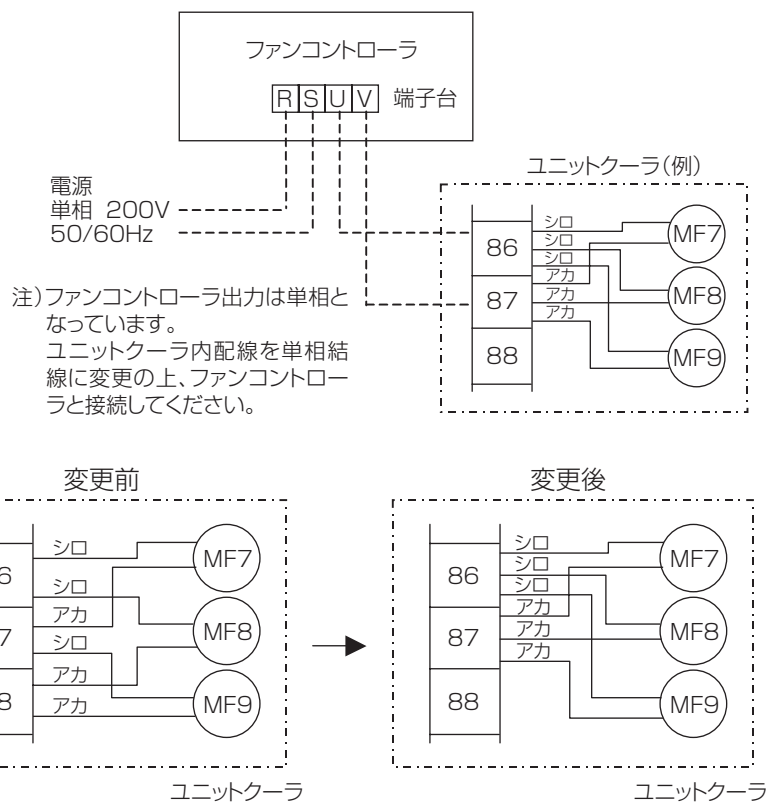 ファンコントローラ
R S U V 端子台
ユニットクーラ(例)
電源
単相 200V
50/60Hz
シロ
シロ
シロ
アカ
アカ
アカ
86
87
88
MF7
MF8
MF9
注)ファンコントローラ出力は単相と
なっています。
ユニットクーラ内配線を単相結
線に変更の上、ファンコントロー
ラと接続してください。
変更前
6
7
8
シロ
シロ
アカ
シロ
アカ
アカ
MF7
MF8
MF9
ユニットクーラ
変更後
86
87
88
シロ
シロ
シロ
アカ
アカ
アカ
MF7
MF8
MF9
ユニットクーラ